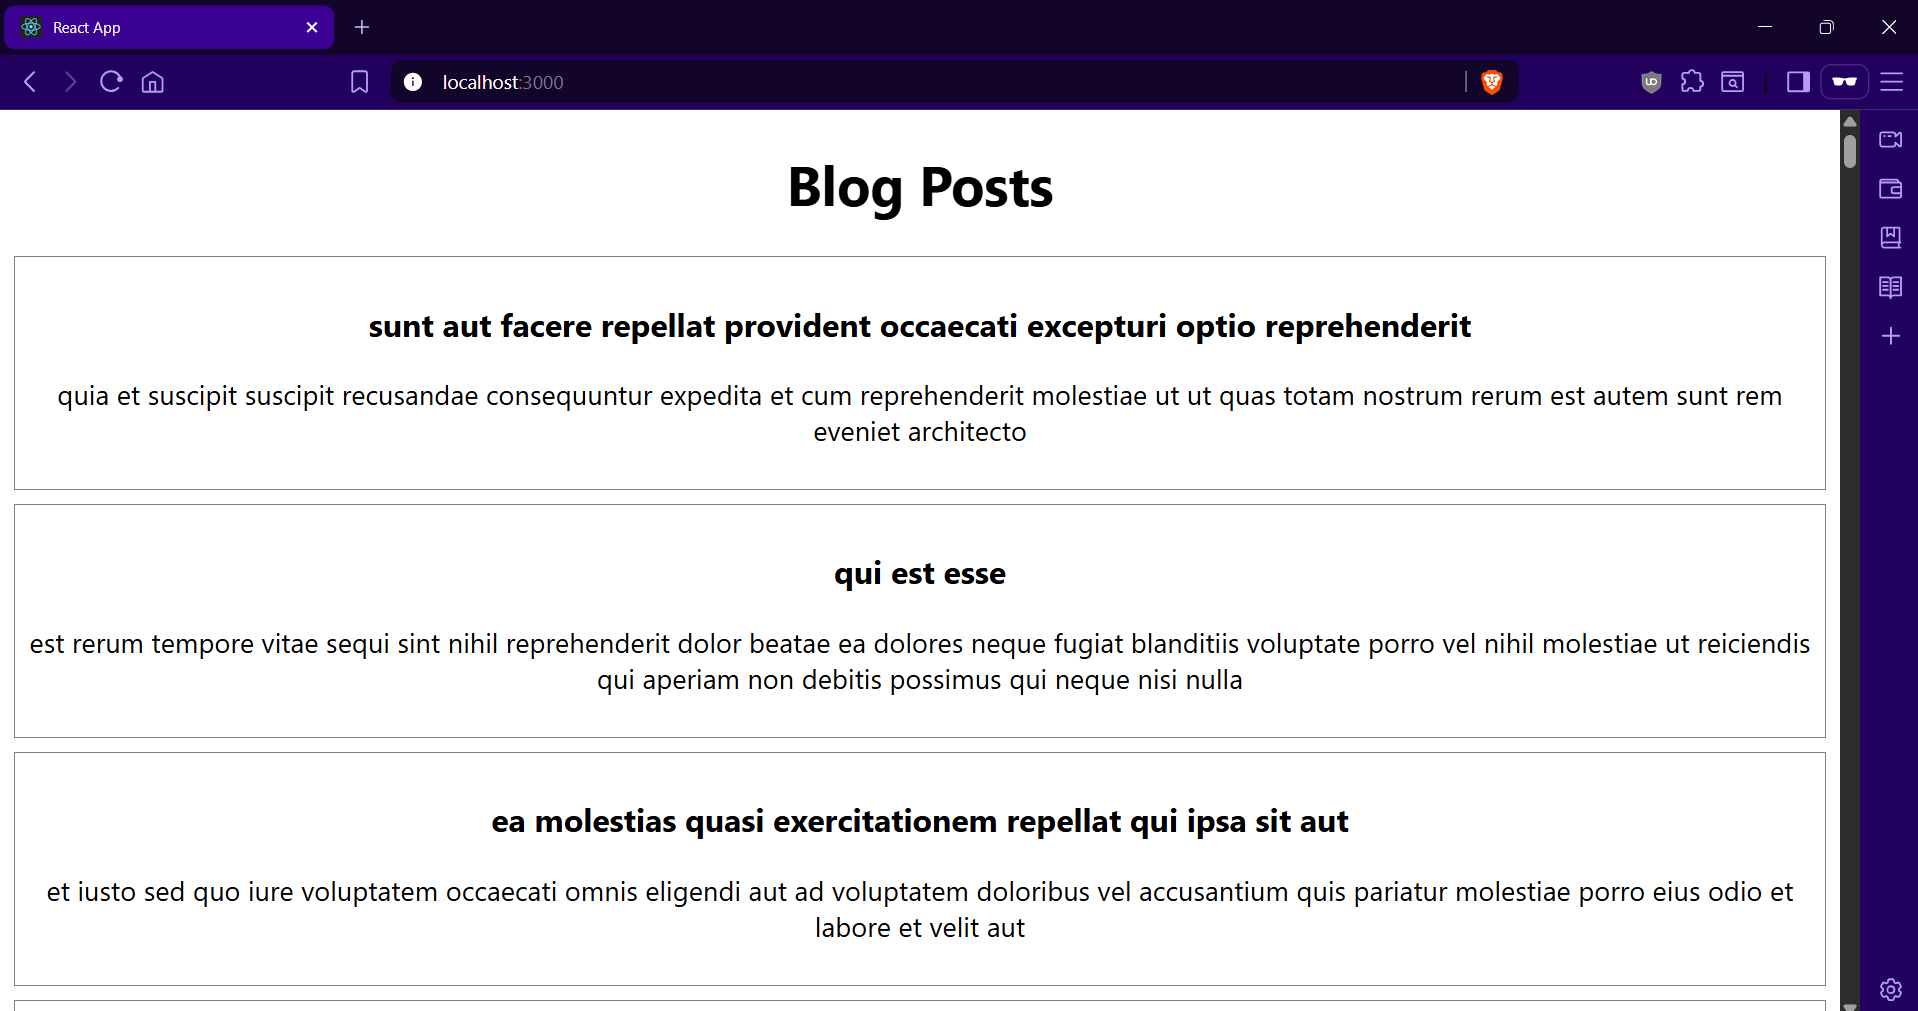 React App
localhost:3000
Blog Posts
sunt aut facere repellat provident occaecati excepturi optio reprehenderit
quia et suscipit suscipit recusandae consequuntur expedita et cum reprehenderit molestiae ut ut quas totam nostrum rerum est autem sunt rem
eveniet architecto
qui est esse
est rerum tempore vitae sequi sint nihil reprehenderit dolor beatae ea dolores neque fugiat blanditiis voluptate porro vel nihil molestiae ut reiciendis
qui aperiam non debitis possimus qui neque nisi nulla
ea molestias quasi exercitationem repellat qui ipsa sit aut
et iusto sed quo iure voluptatem occaecati omnis eligendi aut ad voluptatem doloribus vel accusantium quis pariatur molestiae porro eius odio et
labore et velit aut